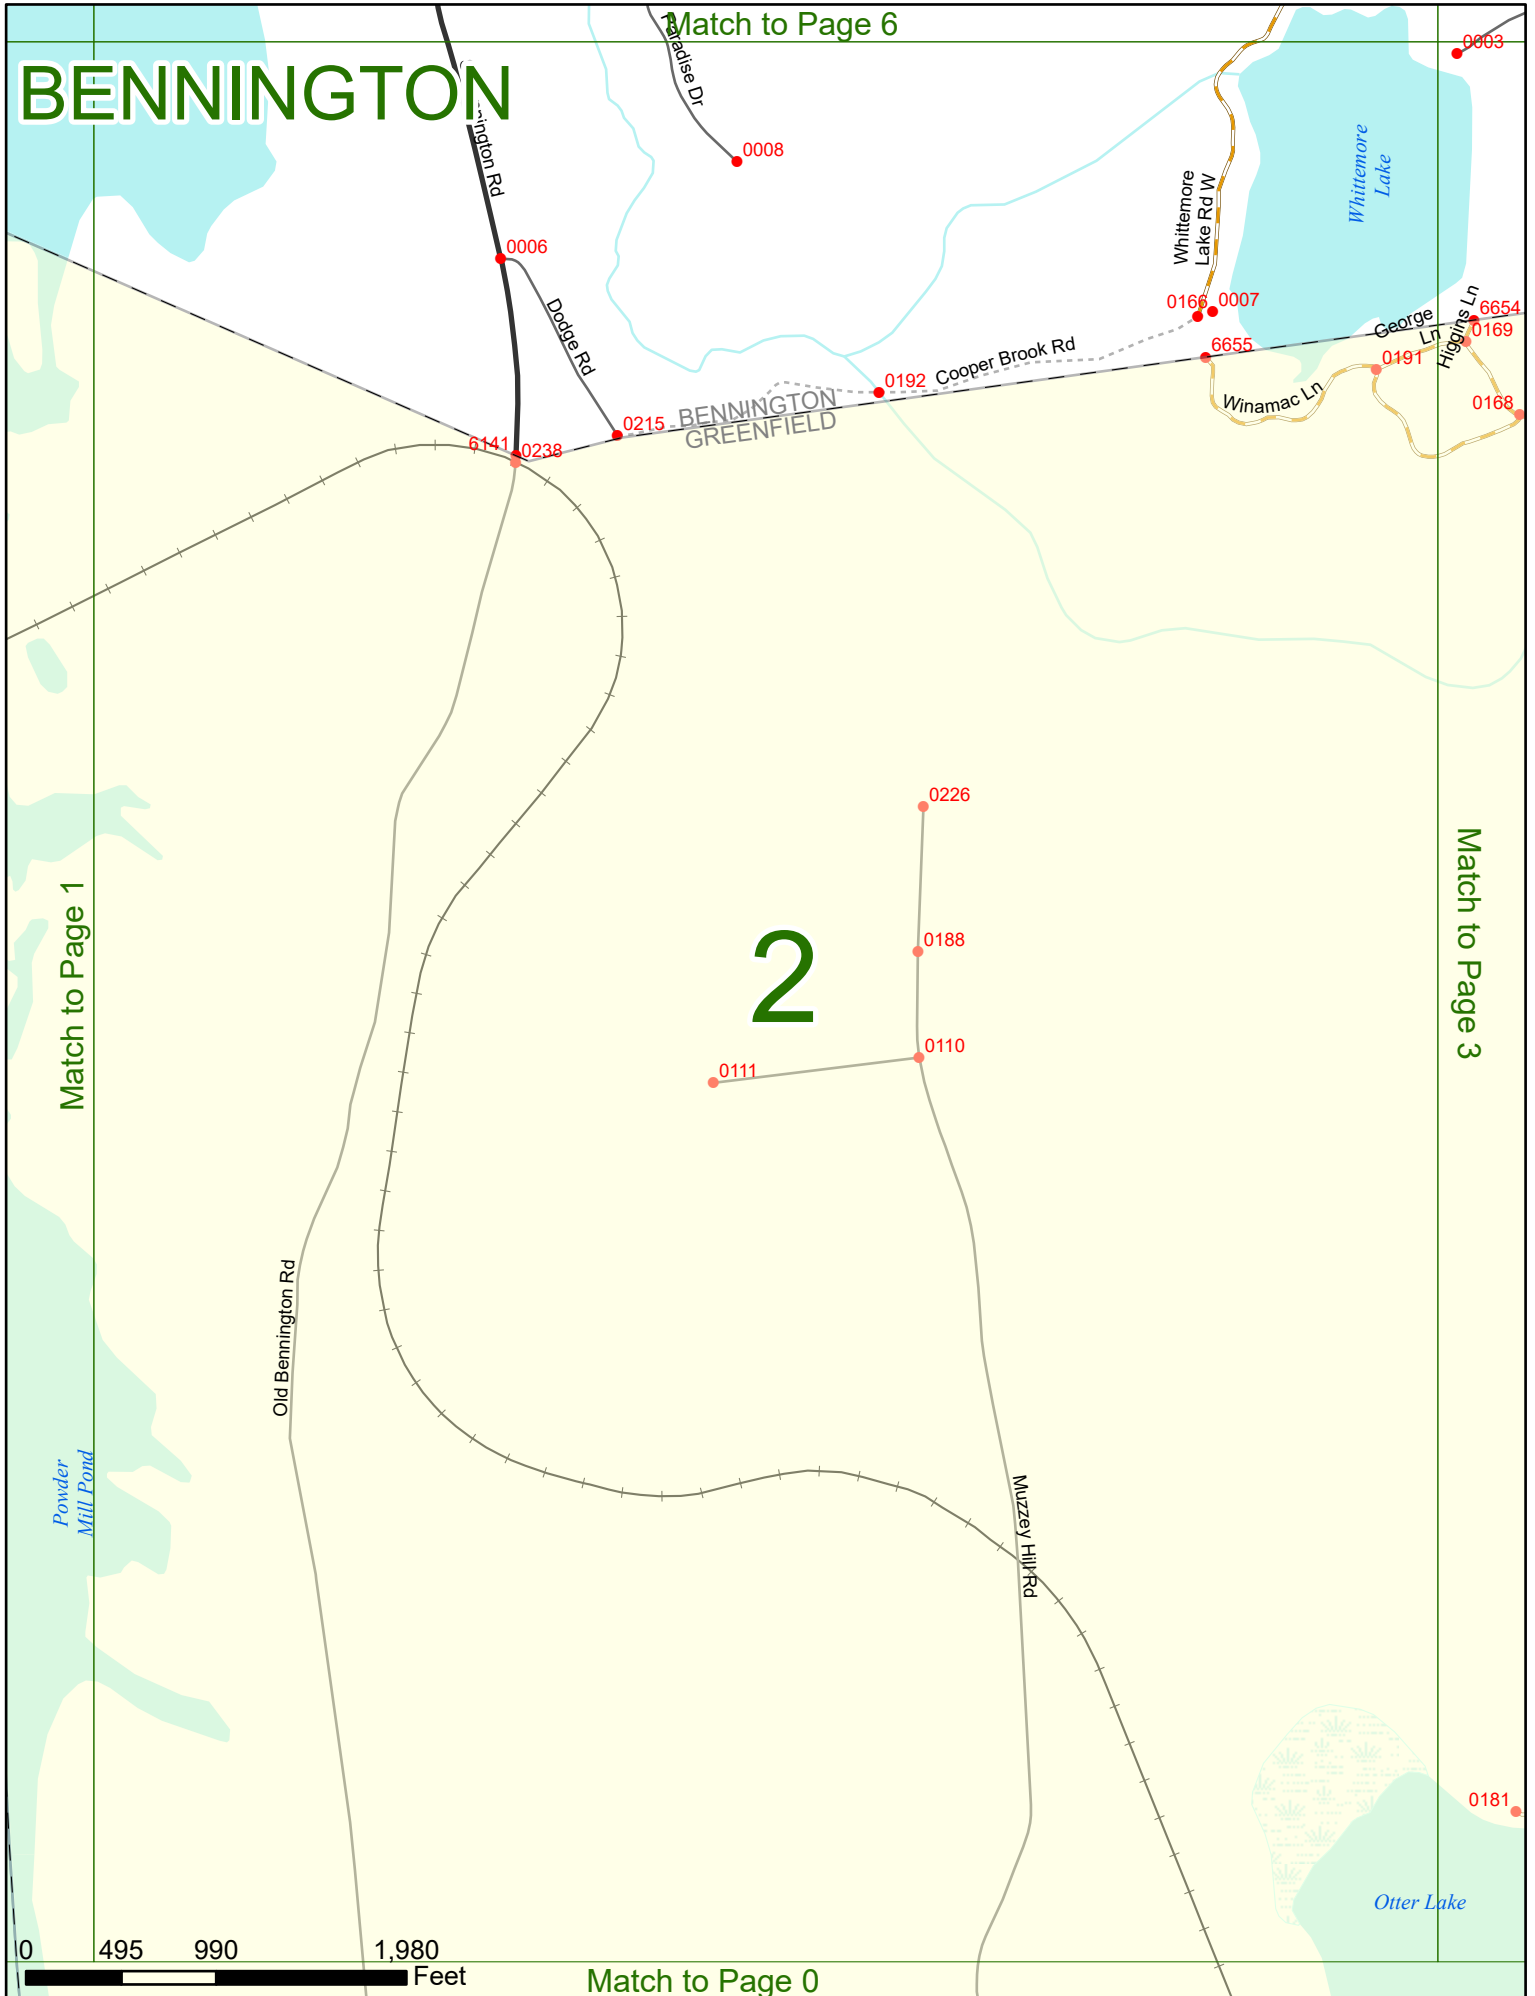 Match to Page 6
BENNINGTON
Paradise Dr
0003
0008
nington Rd
0006
Dodge Rd
Whittemore
Lake Rd W
Whittemore
Lake
0166
0007
George
Ln
Higgins Ln
6654
0169
6655
0191
Cooper Brook Rd
0192
Winamac Ln
0168
BENNINGTON
GREENFIELD
0215
6141
0238
0226
Match to Page 1
Match to Page 3
0188
2
0110
0111
Old Bennington Rd
Powder
Mill Pond
Muzzey Hill Rd
0181
Otter Lake
0 495 990 1,980
Feet
Match to Page 0